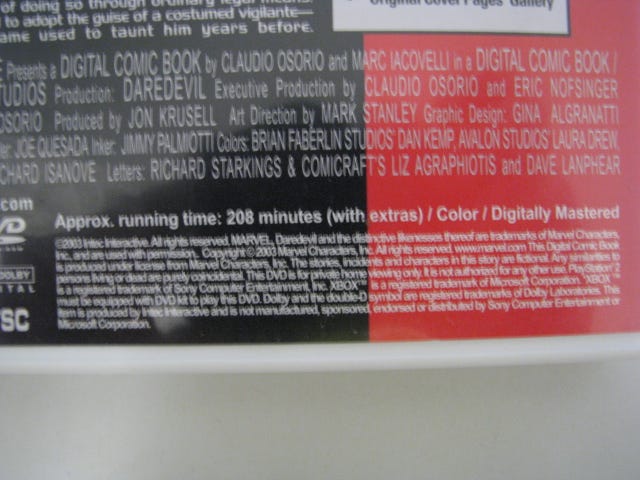 of doing so through ordinary legal means.
to adopt the guise of a costumed vigilante—
ame used to taunt him years before.
Original Cover Pages Gallery
Presents a DIGITAL COMIC BOOK by CLAUDIO OSORIO and MARC IACOVELLI in a DIGITAL COMIC BOOK /
TUDIOS Production: DAREDEVIL Executive Production by CLAUDIO OSORIO and ERIC NOFSINGER
OSORIO Produced by JON KRUSELL Art Direction by MARK STANLEY Graphic Design: GINA ALGRANATTI
ler: JOE QUESADA Inker: JIMMY PALMIOTTI Colors: BRIAN FABERLIN STUDIOS' DAN KEMP, AVALON STUDIOS' LAURA DREW,
CHARD ISANOVE Letters: RICHARD STARKINGS & COMICRAFT'S LIZ AGRAPHIOTIS and DAVE LANPHEAR
.com
Approx. running time: 208 minutes (with extras) / Color / Digitally Mastered
©2003 Intec Interactive. All rights reserved. MARVEL, Daredevil and the distinctive likenesses thereof are trademarks of Marvel Characters,
Inc. and are used with permission. Copyright © 2003 Marvel Characters, Inc. All rights reserved. www.marvel.com This Digital Comic Book
is produced under license from Marvel Characters, Inc. The stories, incidents and characters in this story are fictional. Any similarities to
persons living or dead is purely coincidental. This DVD is for private home viewing only. It is not authorized for any other use. PlayStation 2
is a registered trademark of Sony Computer Entertainment, Inc. XBOX™ is a registered trademark of Microsoft Corporation. "XBOX™"
must be equipped with DVD kit to play this DVD. Dolby and the double-D symbol are registered trademarks of Dolby Laboratories. This
item is produced by Intec Interactive and is not manufactured, sponsored, endorsed or distributed by Sony Computer Entertainment or
Microsoft Corporation.
DOLBY
ITAL
TSC